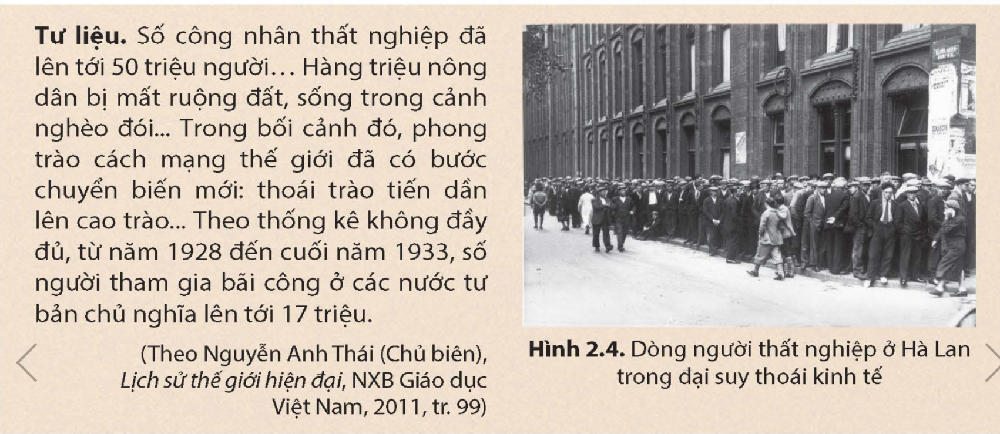 Tư liệu. Số công nhân thất nghiệp đã
lên tới 50 triệu người... Hàng triệu nông
dân bị mất ruộng đất, sống trong cảnh
nghèo đói... Trong bối cảnh đó, phong
trào cách mạng thế giới đã có bước
chuyển biến mới: thoái trào tiến dần
lên cao trào... Theo thống kê không đầy
đủ, từ năm 1928 đến cuối năm 1933, số
người tham gia bãi công ở các nước tư
bản chủ nghĩa lên tới 17 triệu.
(Theo Nguyễn Anh Thái (Chủ biên),
Lịch sử thế giới hiện đại, NXB Giáo dục
Việt Nam, 2011, tr. 99)
COLLECTE
Hình 2.4. Dòng người thất nghiệp ở Hà Lan
trong đại suy thoái kinh tế